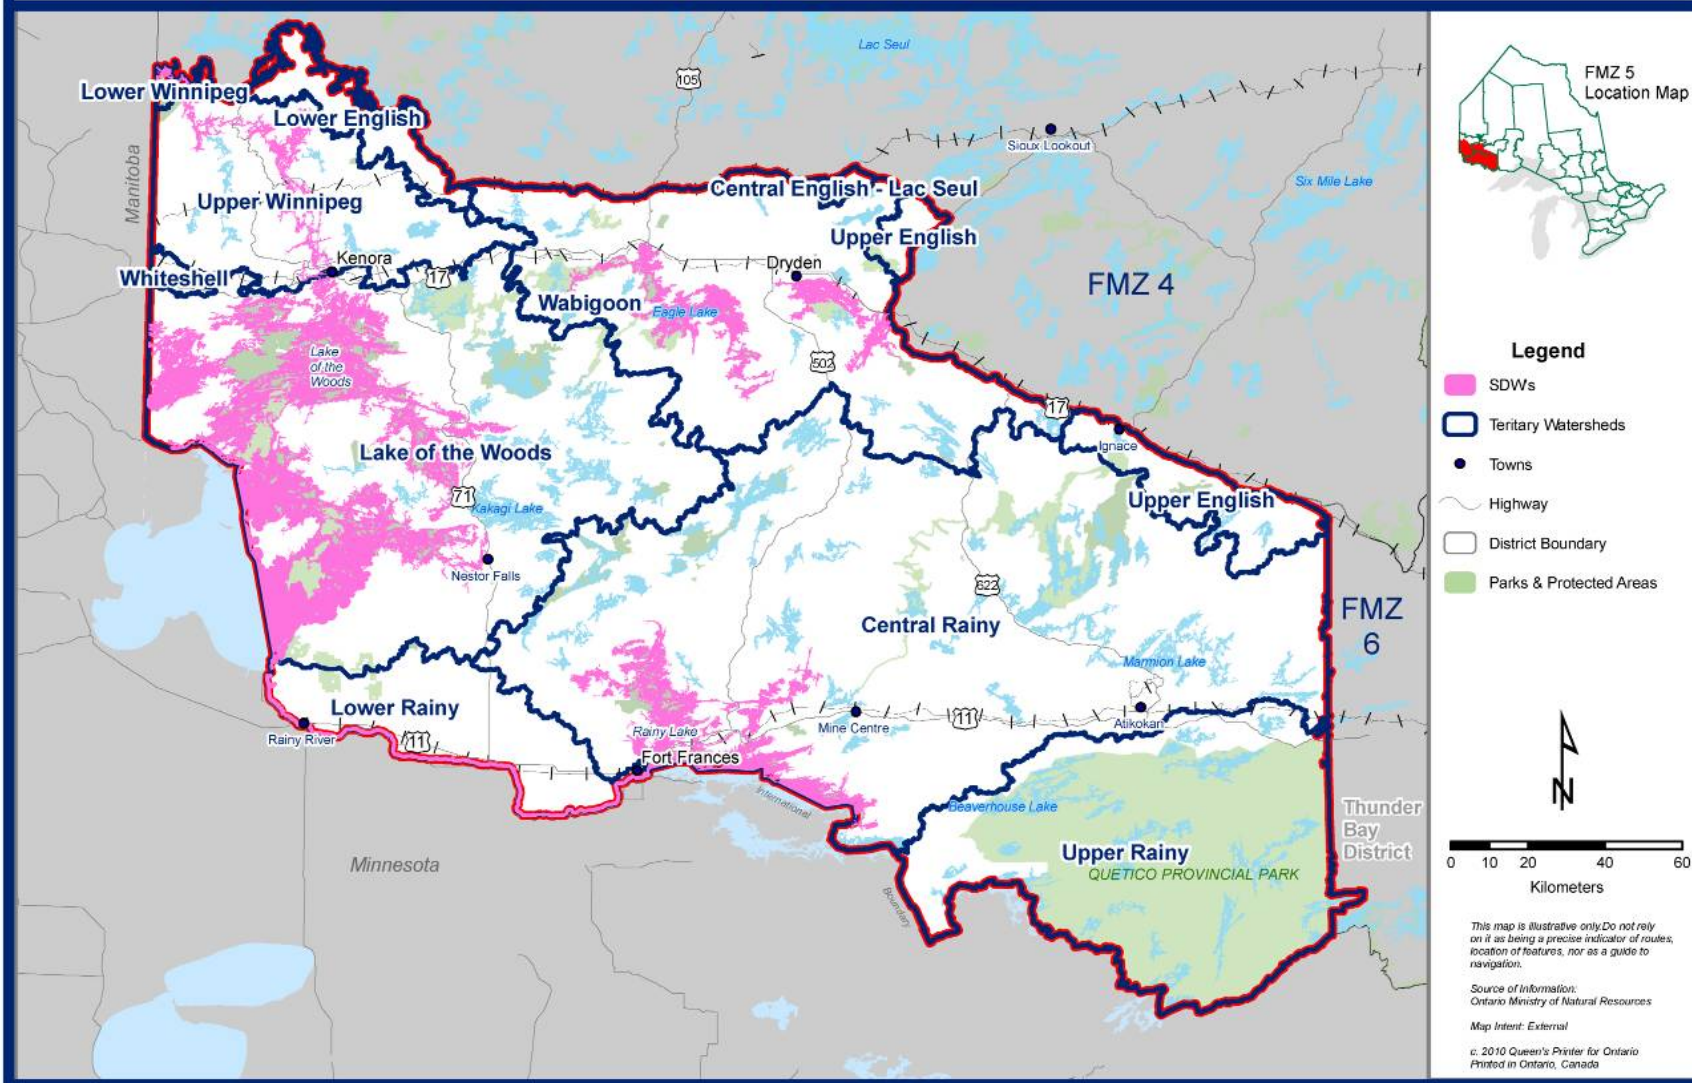 Lac Seul
105
Lower Winnipeg
Lower English
Sioux Lookout
Manitoba
Central English - Lac Seul
Six Mile Lake
Upper Winnipeg
Upper English
Kenora
Dryden
Whiteshell
17
FMZ 4
Wabigoon
Eagle Lake
Lake
of the
Woods
502
17
Ignace
Lake of the Woods
71
Kakagi Lake
Upper English
Nestor Falls
622
FMZ
6
Central Rainy
Marmion Lake
Lower Rainy
Rainy River
11
Rainy Lake
Mine Centre
11
Atikokan
Fort Frances
International
Beaverhouse Lake
Thunder
Bay
District
Minnesota
Upper Rainy
QUETICO PROVINCIAL PARK
Boundary
FMZ 5
Location Map
Legend
SDWs
Teritary Watersheds
Towns
Highway
District Boundary
Parks & Protected Areas
N
0 10 20 40 60
Kilometers
This map is illustrative only.Do not rely
on it as being a precise indicator of routes,
location of features, nor as a guide to
navigation.
Source of Information:
Ontario Ministry of Natural Resources
Map Intent: External
c. 2010 Queen's Printer for Ontario
Printed in Ontario, Canada